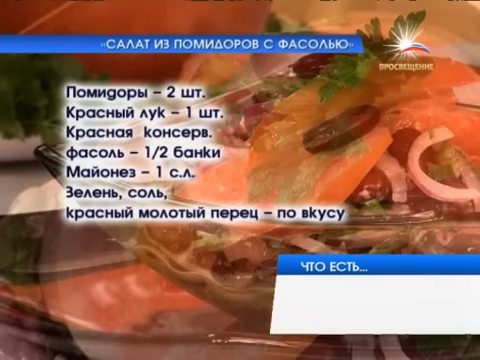 «САЛАТ ИЗ ПОМИДОРОВ С ФАСОЛЬЮ»
ПРОСВЕЩЕНИЕ
Помидоры – 2 шт.
Красный лук – 1 шт.
Красная консерв.
фасоль – 1/2 банки
Майонез – 1 с.л.
Зелень, соль,
красный молотый перец – по вкусу
ЧТО ЕСТЬ...